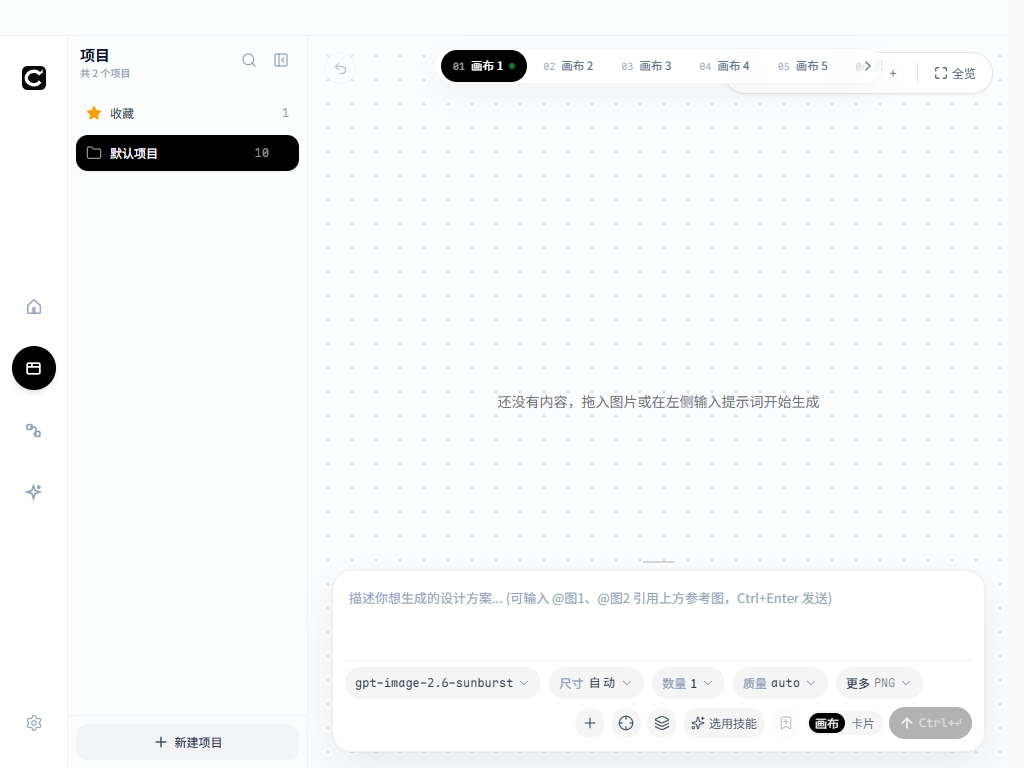 项目
共 2 个项目
收藏 1
默认项目 10
新建项目
01 画布 1
02 画布 2
03 画布 3
04 画布 4
05 画布 5
+
全览
还没有内容，拖入图片或在左侧输入提示词开始生成
描述你想生成的设计方案... (可输入 @图1、@图2 引用上方参考图，Ctrl+Enter 发送)
gpt-image-2.6-sunburst 尺寸 自动 数量 1 质量 auto 更多 PNG
选用技能 画布 卡片 Ctrl+↵